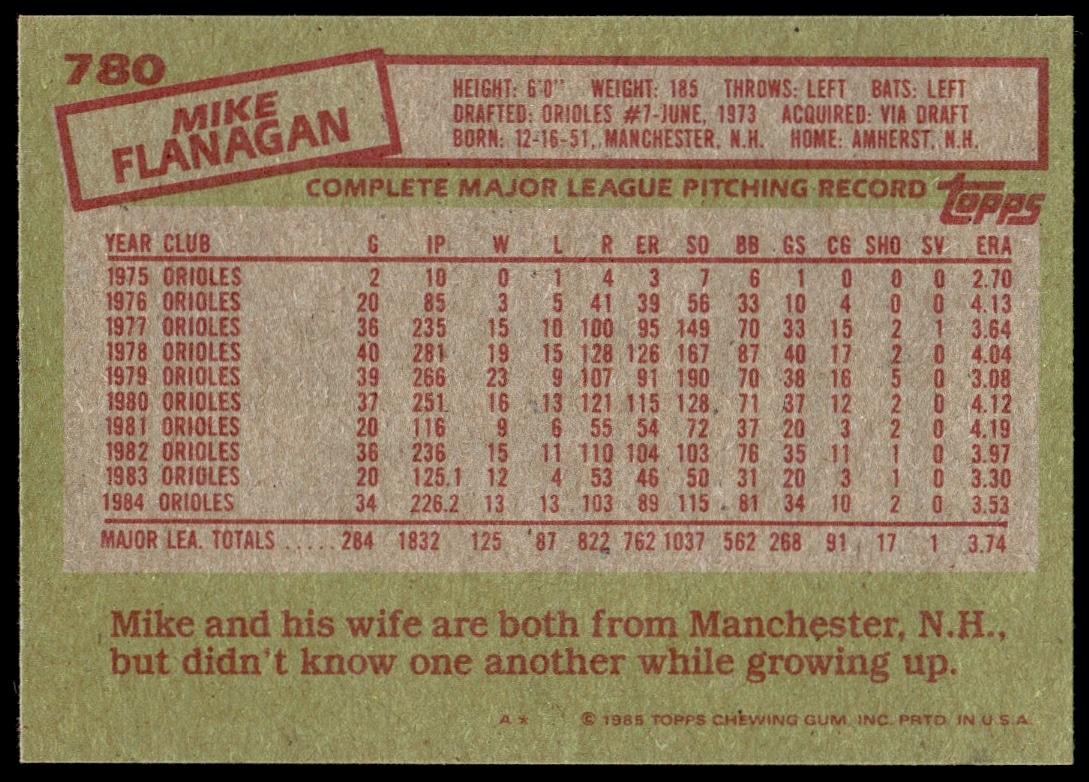 780
MIKE
FLANAGAN
HEIGHT: 6'0" WEIGHT: 185 THROWS: LEFT BATS: LEFT
DRAFTED: ORIOLES #7-JUNE, 1973 ACQUIRED: VIA DRAFT
BORN: 12-16-51, MANCHESTER, N.H. HOME: AMHERST, N.H.
COMPLETE MAJOR LEAGUE PITCHING RECORD topps
YEAR CLUB G IP W L R ER SO BB GS CG SHO SV ERA
1975 ORIOLES 2 10 0 1 4 3 7 6 1 0 0 0 2.70
1976 ORIOLES 20 85 3 5 41 39 56 33 10 4 0 0 4.13
1977 ORIOLES 36 235 15 10 100 95 149 70 33 15 2 1 3.64
1978 ORIOLES 40 281 19 15 128 126 167 87 40 17 2 0 4.04
1979 ORIOLES 39 266 23 9 107 91 190 70 38 16 5 0 3.08
1980 ORIOLES 37 251 16 13 121 115 128 71 37 12 2 0 4.12
1981 ORIOLES 20 116 9 6 55 54 72 37 20 3 2 0 4.19
1982 ORIOLES 36 236 15 11 110 104 103 76 35 11 1 0 3.97
1983 ORIOLES 20 125.1 12 4 53 46 50 31 20 3 1 0 3.30
1984 ORIOLES 34 226.2 13 13 103 89 115 81 34 10 2 0 3.53
MAJOR LEA. TOTALS ..... 284 1832 125 87 822 762 1037 562 268 91 17 1 3.74
Mike and his wife are both from Manchester, N.H.,
but didn't know one another while growing up.
A* © 1985 TOPPS CHEWING GUM, INC. PRTD. IN U.S.A.